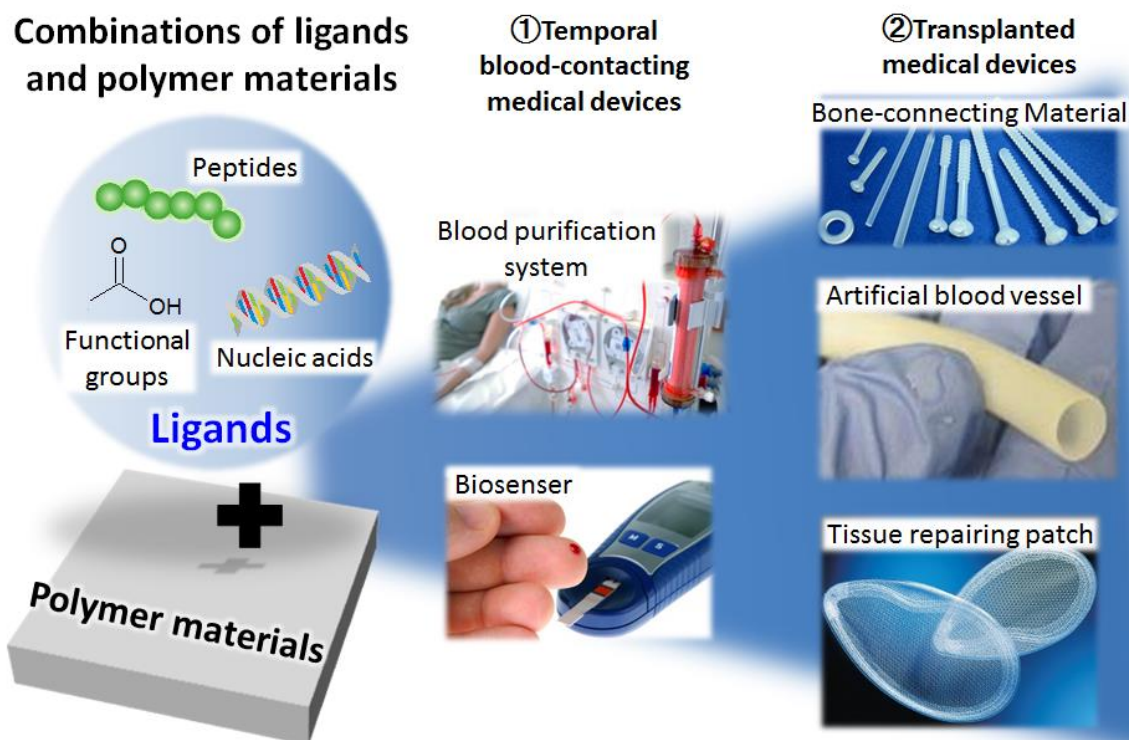 Combinations of ligands
and polymer materials
Peptides
O
OH
Functional
groups
Nucleic acids
Ligands
Polymer materials
①Temporal
blood-contacting
medical devices
Blood purification
system
Biosenser
M S
②Transplanted
medical devices
Bone-connecting Material
Artificial blood vessel
Tissue repairing patch